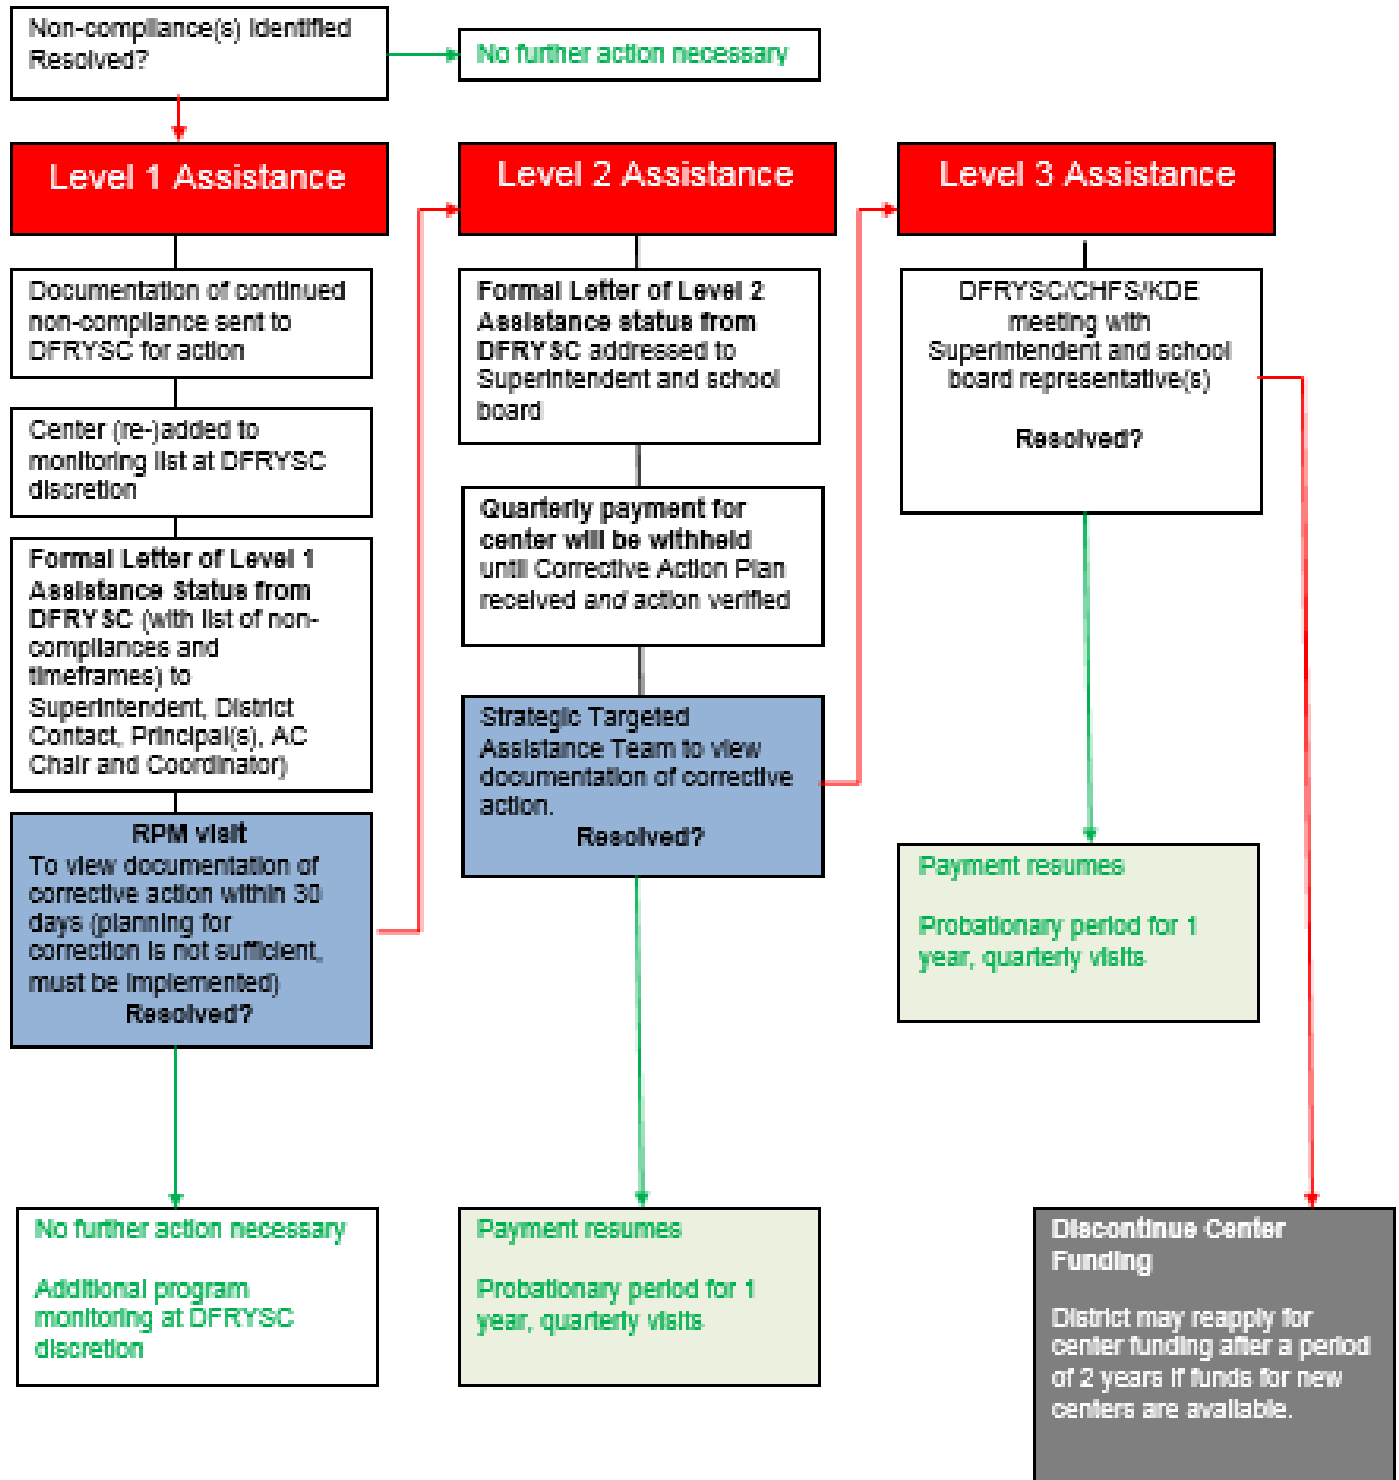 Non-compliance(s) Identified
Resolved?
No further action necessary
Level 1 Assistance
Documentation of continued
non-compliance sent to
DFRYSC for action
Center (re-)added to
monitoring list at DFRYSC
discretion
Formal Letter of Level 1
Assistance Status from
DFRYSC (with list of non-
compliances and
timeframes) to
Superintendent, District
Contact, Principal(s), AC
Chair and Coordinator)
RPM visit
To view documentation of
corrective action within 30
days (planning for
correction is not sufficient,
must be implemented)
Resolved?
No further action necessary
Additional program
monitoring at DFRYSC
discretion
Level 2 Assistance
Formal Letter of Level 2
Assistance status from
DFRYSC addressed to
Superintendent and school
board
Quarterly payment for
center will be withheld
until Corrective Action Plan
received and action verified
Strategic Targeted
Assistance Team to view
documentation of corrective
action.
Resolved?
Payment resumes
Probationary period for 1
year, quarterly visits
Level 3 Assistance
DFRYSC/CHFS/KDE
meeting with
Superintendent and school
board representative(s)
Resolved?
Payment resumes
Probationary period for 1
year, quarterly visits
Discontinue Center
Funding
District may reapply for
center funding after a period
of 2 years if funds for new
centers are available.